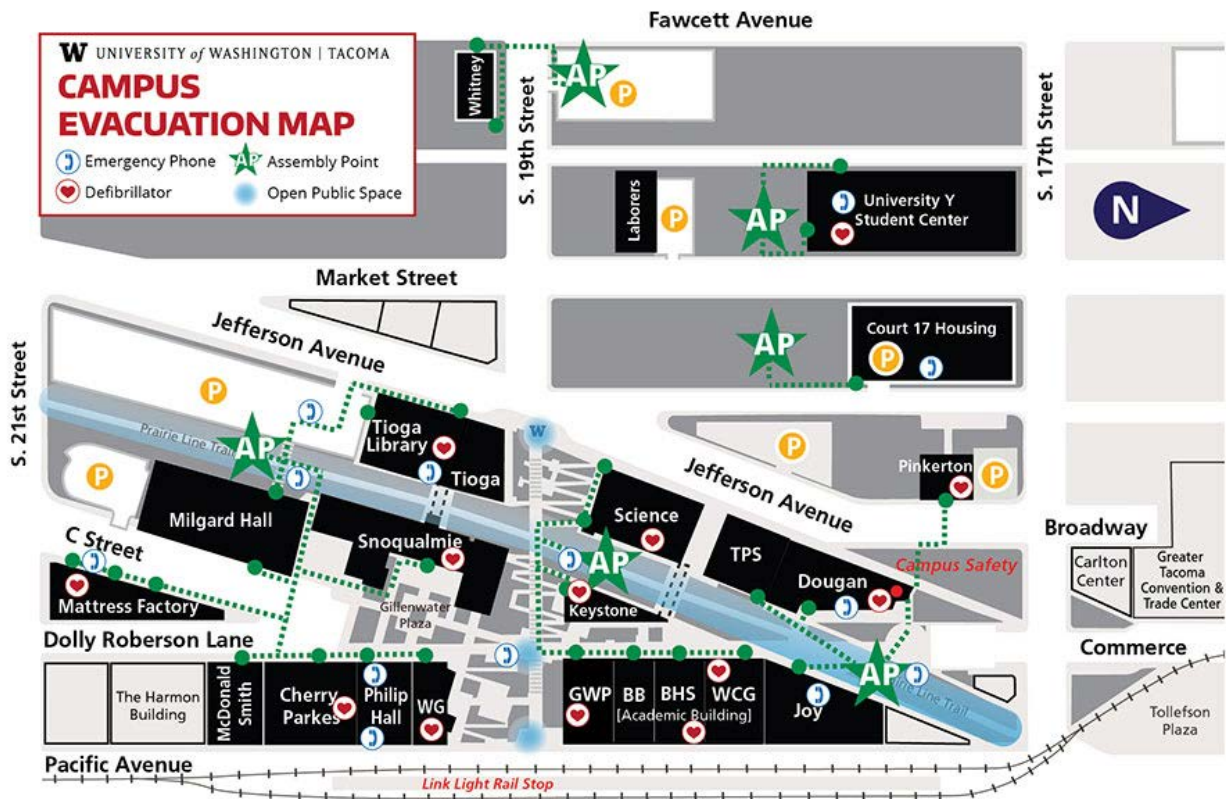 Fawcett Avenue
W UNIVERSITY of WASHINGTON | TACOMA
CAMPUS
EVACUATION MAP
Emergency Phone
AP Assembly Point
Defibrillator
Open Public Space
Whitney
S. 19th Street
AP
P
S. 17th Street
Laborers
P
AP
University Y
Student Center
N
Market Street
Jefferson Avenue
AP
Court 17 Housing
P
S. 21st Street
P
Prairie Line Trail
AP
Tioga
Library
Tioga
W
P
Jefferson Avenue
Pinkerton
P
P
Milgard Hall
Snoqualmie
Science
AP
TPS
Dougan
Campus Safety
Broadway
Carlton
Center
Greater
Tacoma
Convention &
Trade Center
C Street
Mattress Factory
Gillenwater
Plaza
Keystone
Dolly Roberson Lane
Commerce
The Harmon
Building
McDonald
Smith
Cherry
Parkes
Philip
Hall
WG
GWP
BB
BHS
WCG
[Academic Building]
Joy
AP
Line Trail
Tollefson
Plaza
Pacific Avenue
Link Light Rail Stop